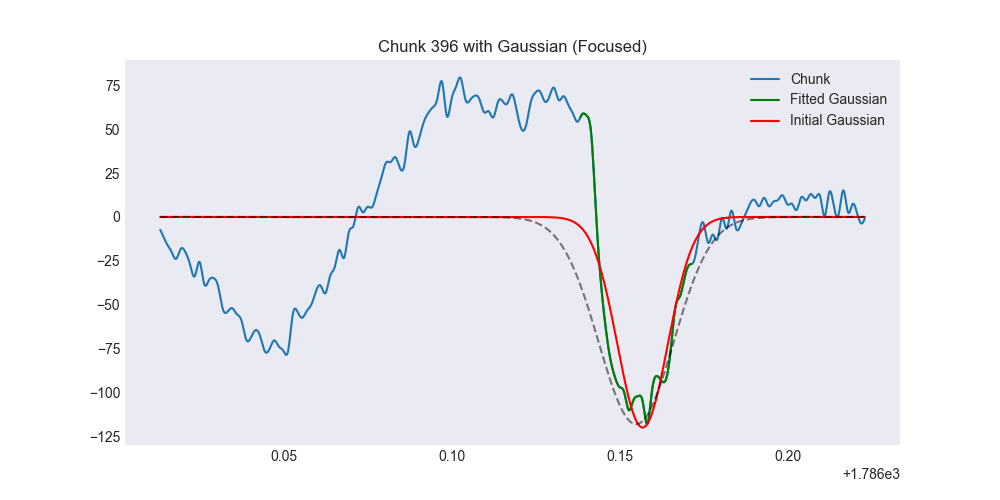 Chunk 396 with Gaussian (Focused)
75
50
25
0
−25
−50
−75
−100
−125
Chunk
Fitted Gaussian
Initial Gaussian
0.05 0.10 0.15 0.20
+1.786e3